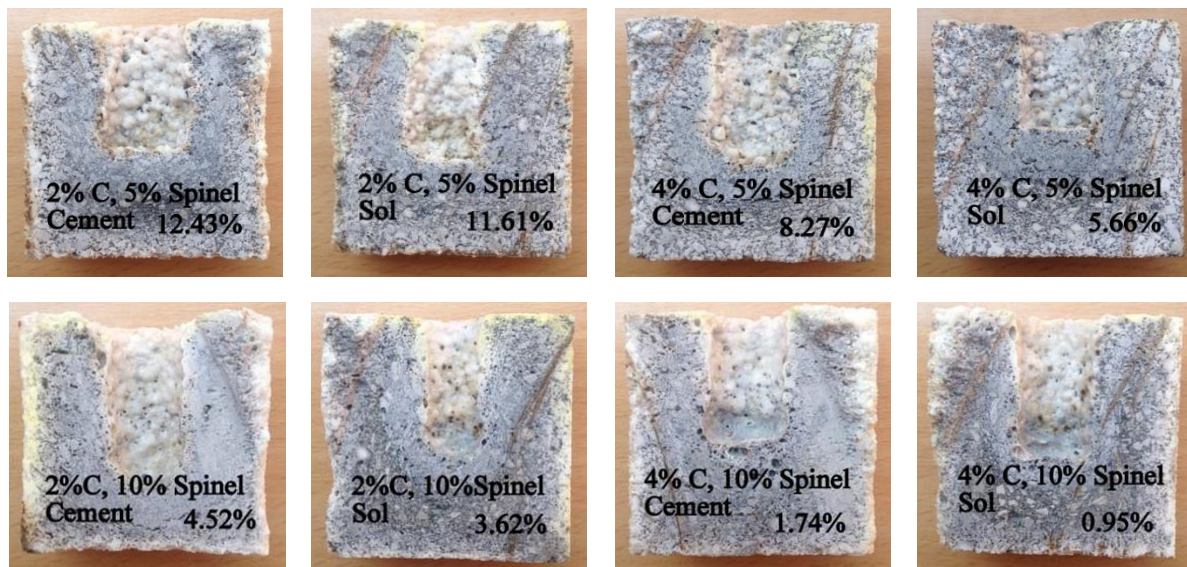 2% C, 5% Spinel
Cement 12.43%
2% C, 5% Spinel
Sol 11.61%
4% C, 5% Spinel
Cement 8.27%
4% C, 5% Spinel
Sol 5.66%
2%C, 10% Spinel
Cement 4.52%
2%C, 10%Spinel
Sol 3.62%
4% C, 10% Spinel
Cement 1.74%
4% C, 10% Spinel
Sol 0.95%